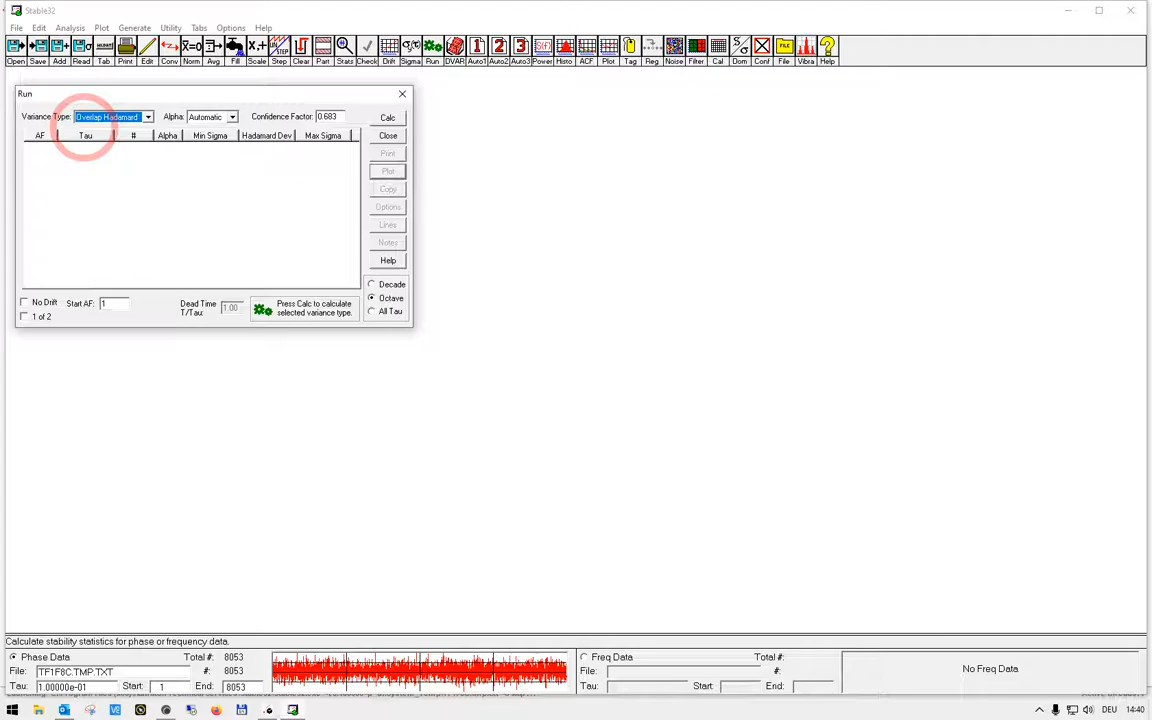 Stable32
File Edit Analysis Plot Generate Utility Tabs Options Help
Open Save Add Read Tab Print Edit Conv Norm Avg Fill Scale Step Clear Part Stats Check Drift Sigma Run DVAR Auto1 Auto2 Auto3 Power Histo ACF Plot Tag Reg Noise Filter Cal Dom Conf File Vibra Help
Run
Variance Type: Overlap Hadamard Alpha: Automatic Confidence Factor: 0.683
Calc
AF Tau # Alpha Min Sigma Hadamard Dev Max Sigma
Close
Print
Plot
Copy
Options
Lines
Notes
Help
Decade
Octave
All Tau
No Drift Start AF: 1
1 of 2
Dead Time
T/Tau: 1.00
Press Calc to calculate
selected variance type.
Calculate stability statistics for phase or frequency data.
Phase Data Total #: 8053
File: TF1F8C.TMP.TXT #: 8053
Tau: 1.00000e-01 Start: 1 End: 8053
Freq Data Total #:
File: #:
Tau: Start: End:
No Freq Data
DEU 14:40